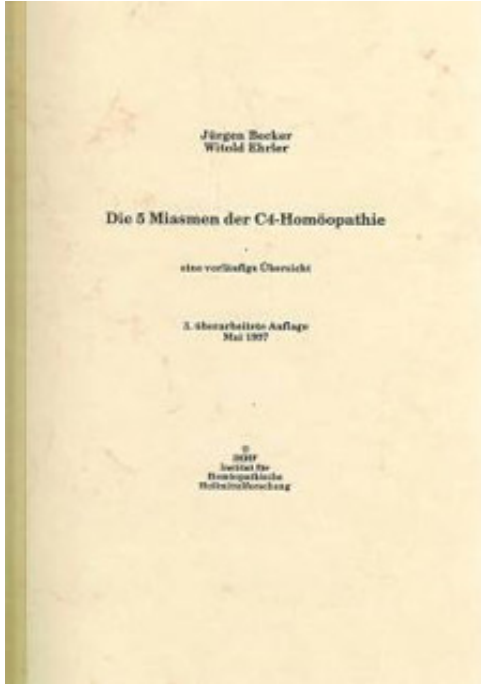 Jürgen Becker
Witold Ehrler
Die 5 Miasmen der C4-Homöopathie
eine vorläufige Übersicht
3. überarbeitete Auflage
Mai 1997
©
IHHF
Institut für
Homöopathische
Heilmittelforschung